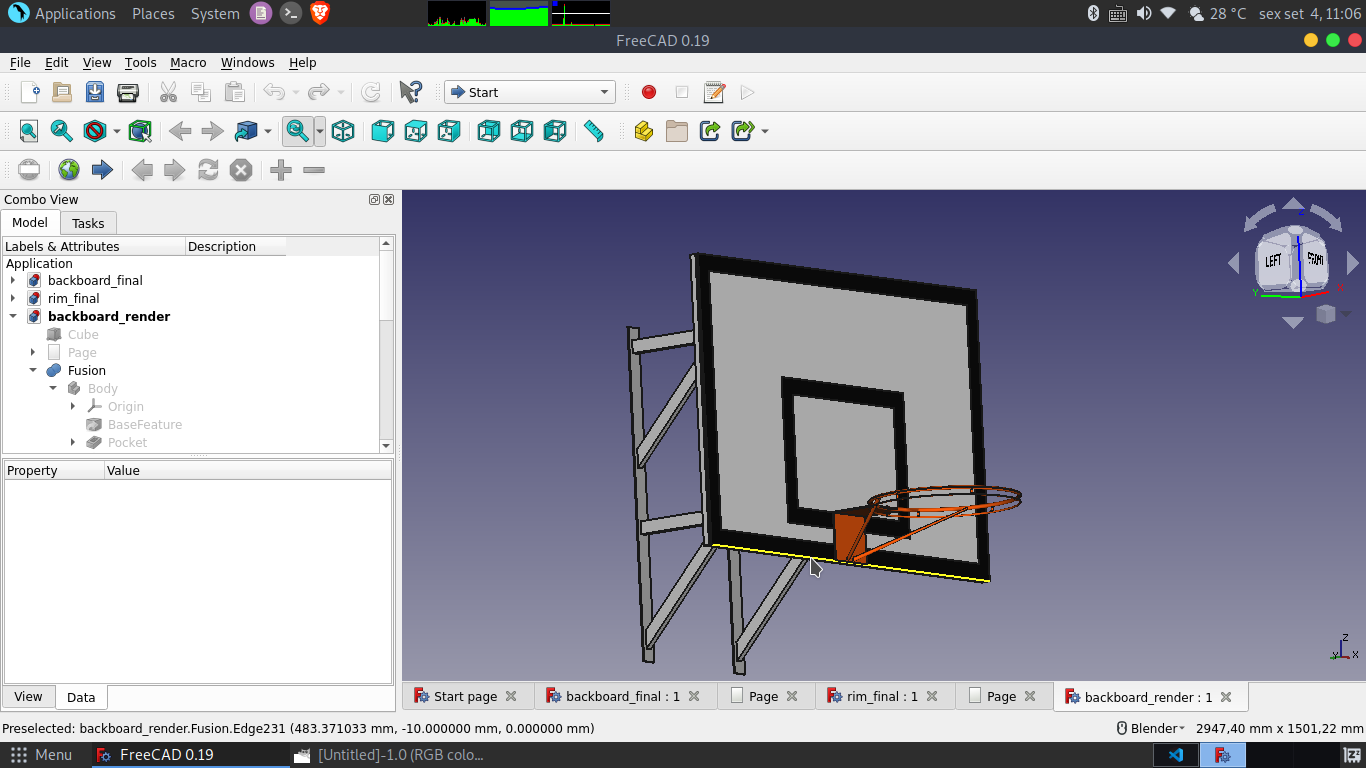 Applications Places System 28 °C sex set 4, 11:06
FreeCAD 0.19
File Edit View Tools Macro Windows Help
Start
Combo View
Model Tasks
Labels & Attributes Description
Application
backboard_final
rim_final
backboard_render
Cube
Page
Fusion
Body
Origin
BaseFeature
Pocket
Property Value
View Data
Z
LEFT FRONT
Y X
Z
Y X
Start page backboard_final : 1 Page rim_final : 1 Page backboard_render : 1
Preselected: backboard_render.Fusion.Edge231 (483.371033 mm, -10.000000 mm, 0.000000 mm) Blender 2947,40 mm x 1501,22 mm
Menu FreeCAD 0.19 [Untitled]-1.0 (RGB colo...